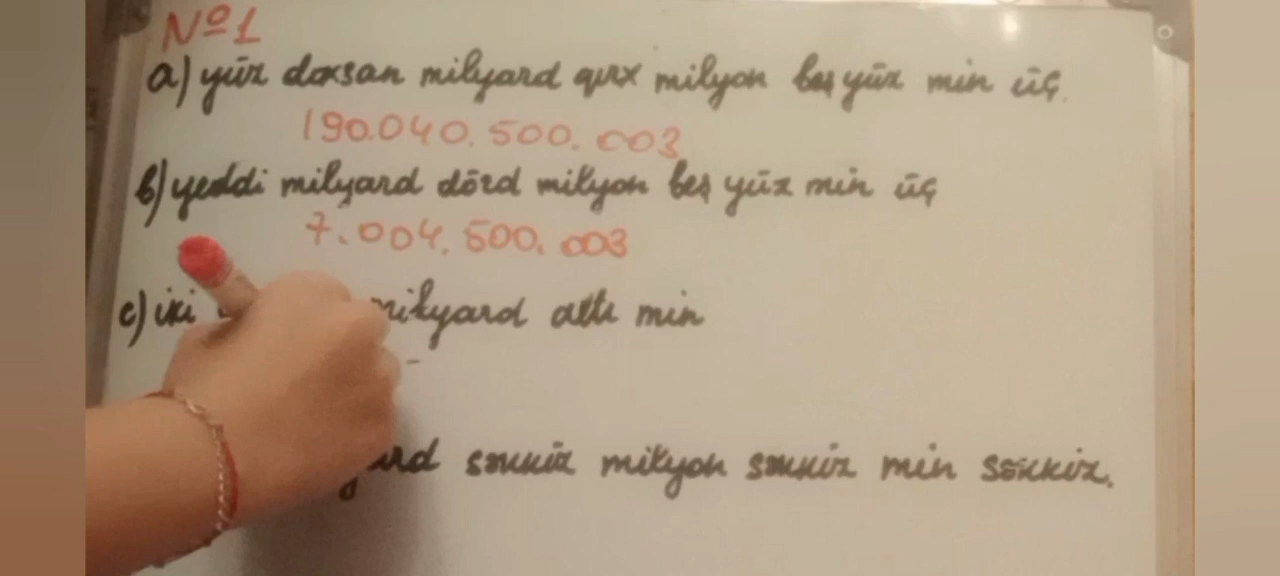 №1
a) yüz doxsan milyard qırx milyon beş yüz min üç.
190.040.500.003
b) yeddi milyard dörd milyon beş yüz min üç
7.004.500.003
c) iki milyard altı min
səkkiz milyon səkkiz min səkkiz.